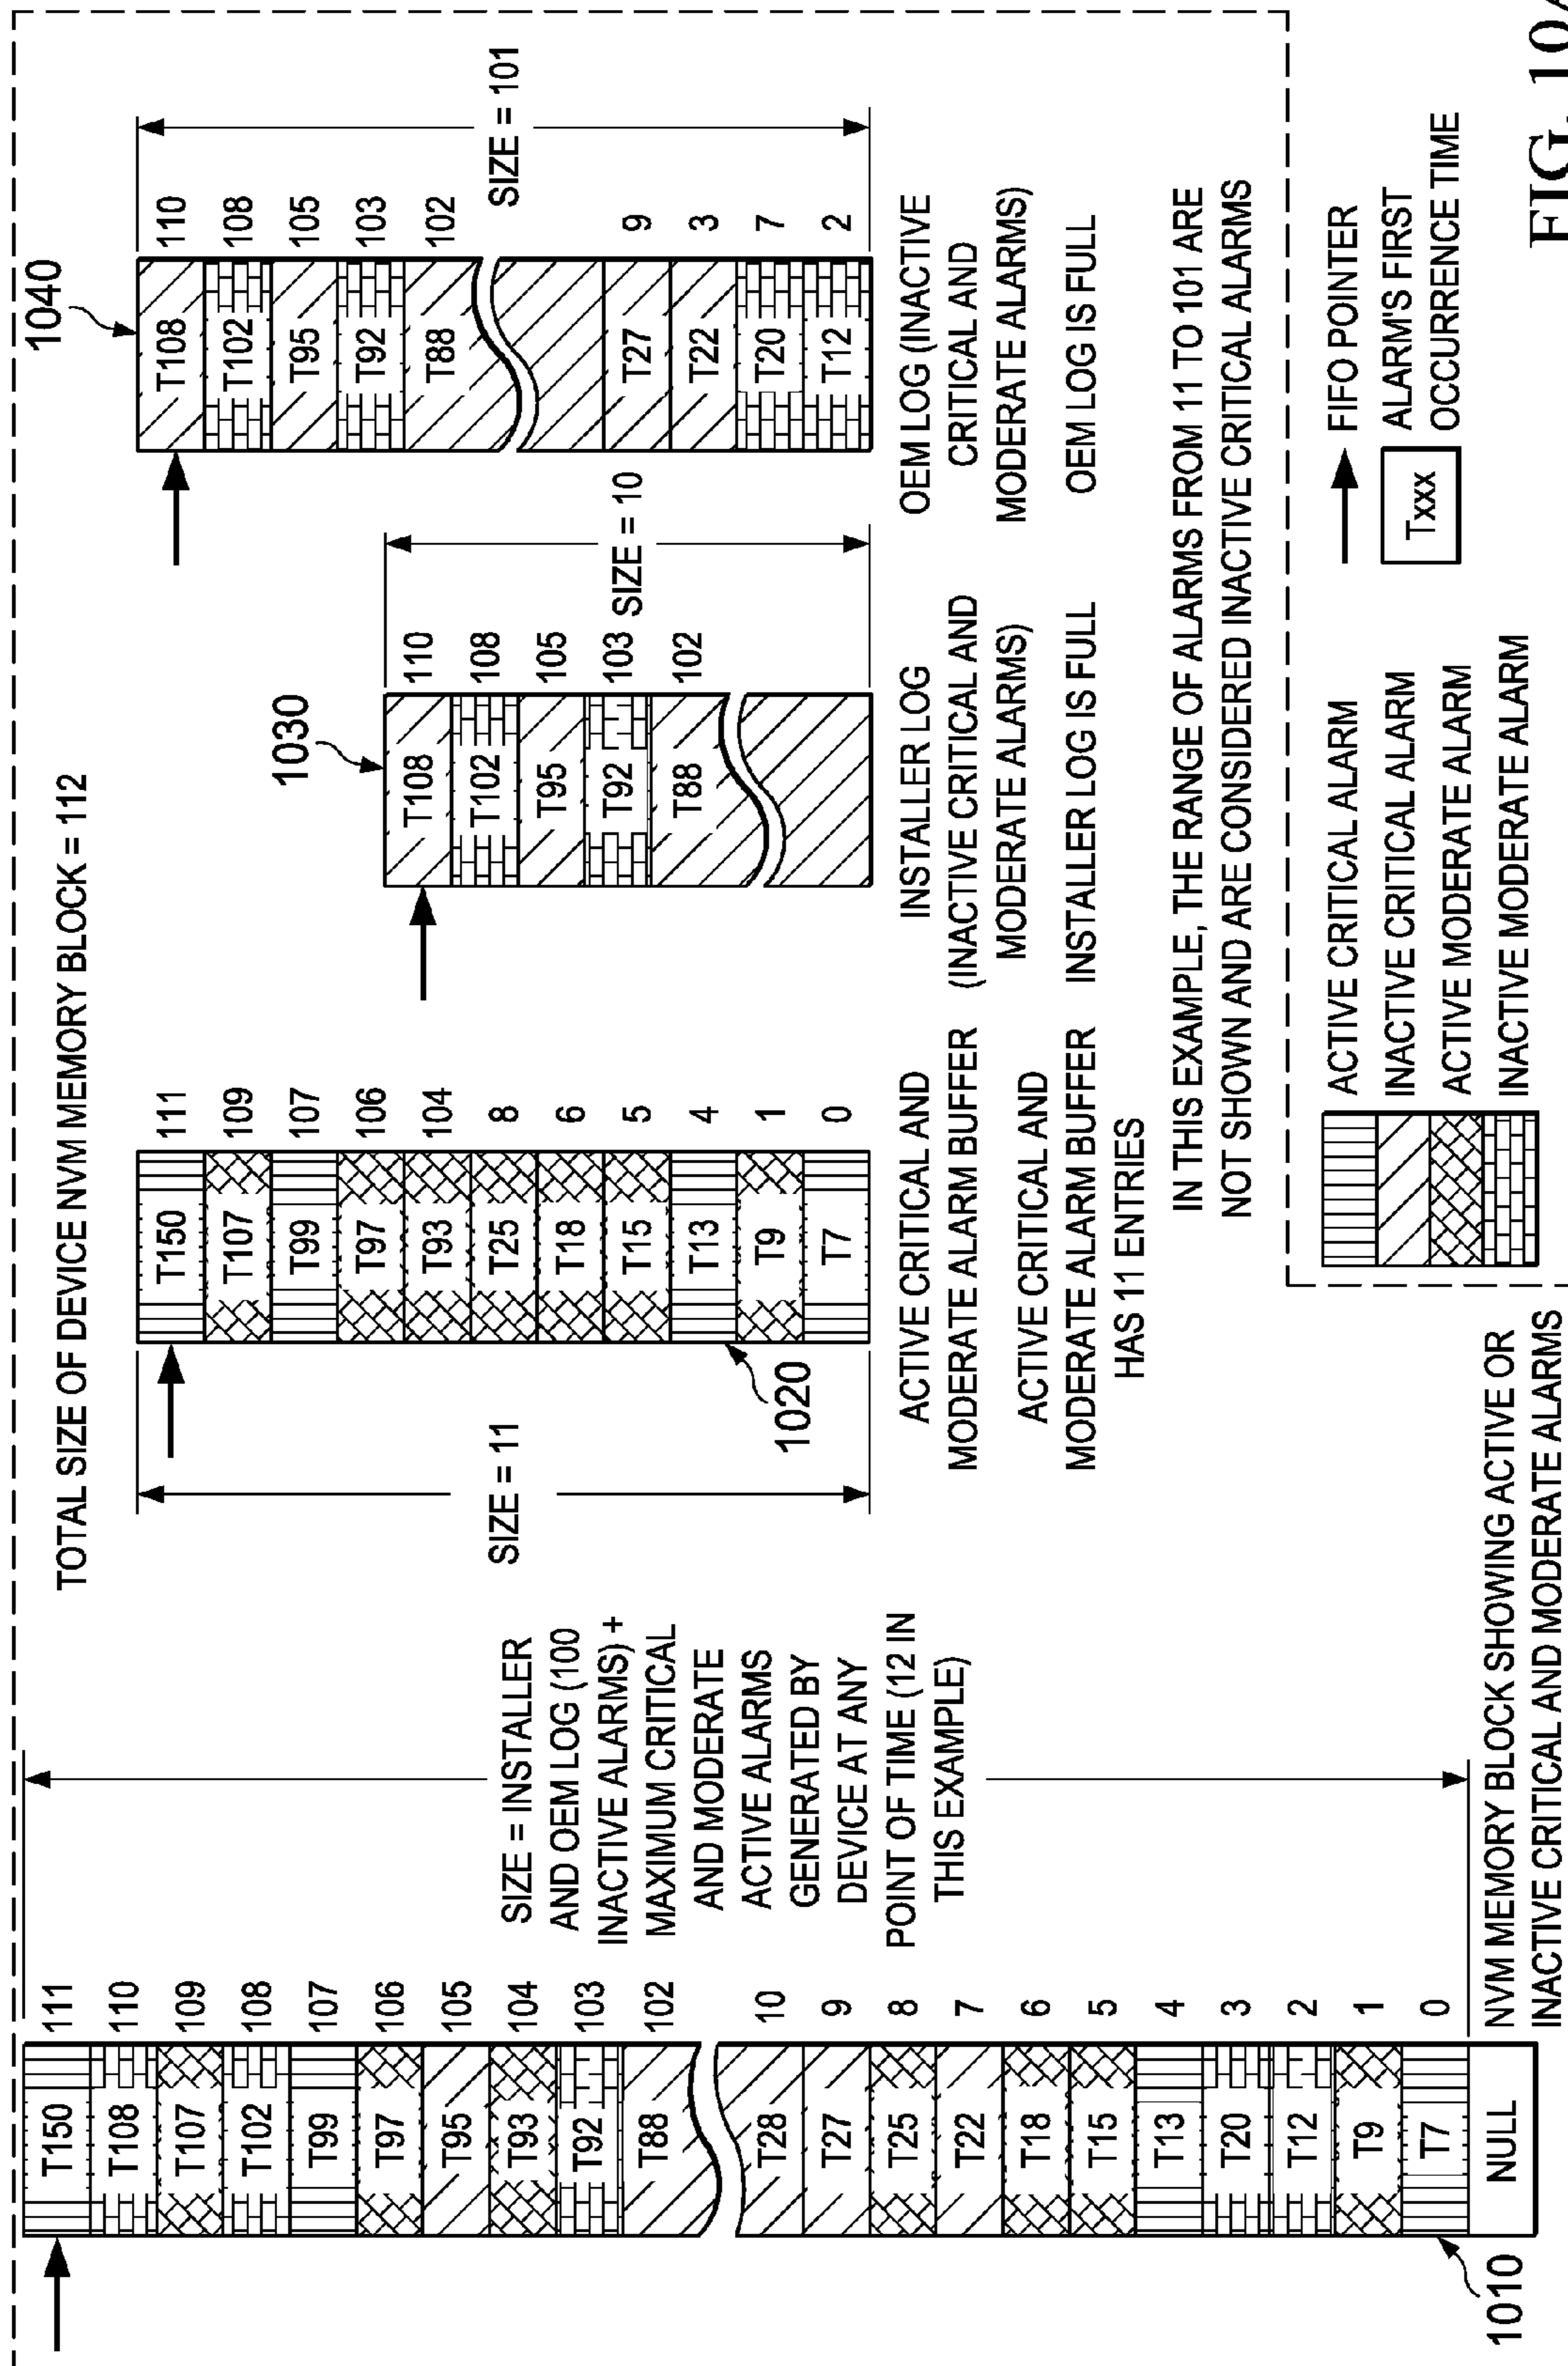 TOTAL SIZE OF DEVICE NVM MEMORY BLOCK = 112
T150 111
T108 110
T107 109
T102 108
T99 107
T97 106
T95 105
T93 104
T92 103
T88 102
T28 10
T27 9
T25 8
T22 7
T18 6
T15 5
T13 4
T20 3
T12 2
T9 1
T7 0
NULL
1010
SIZE = INSTALLER
AND OEM LOG (100
INACTIVE ALARMS) +
MAXIMUM CRITICAL
AND MODERATE
ACTIVE ALARMS
GENERATED BY
DEVICE AT ANY
POINT OF TIME (12 IN
THIS EXAMPLE)
NVM MEMORY BLOCK SHOWING ACTIVE OR
INACTIVE CRITICAL AND MODERATE ALARMS
SIZE = 11
T150 111
T107 109
T99 107
T97 106
T93 104
T25 8
T18 6
T15 5
T13 4
T9 1
T7 0
1020
ACTIVE CRITICAL AND
MODERATE ALARM BUFFER
ACTIVE CRITICAL AND
MODERATE ALARM BUFFER
HAS 11 ENTRIES
1030
T108 110
T102 108
T95 105
T92 103
T88 102
SIZE = 10
INSTALLER LOG
(INACTIVE CRITICAL AND
MODERATE ALARMS)
INSTALLER LOG IS FULL
1040
T108 110
T102 108
T95 105
T92 103
T88 102
T27 9
T22 3
T20 7
T12 2
SIZE = 101
OEM LOG (INACTIVE
CRITICAL AND
MODERATE ALARMS)
OEM LOG IS FULL
IN THIS EXAMPLE, THE RANGE OF ALARMS FROM 11 TO 101 ARE
NOT SHOWN AND ARE CONSIDERED INACTIVE CRITICAL ALARMS
ACTIVE CRITICAL ALARM
INACTIVE CRITICAL ALARM
ACTIVE MODERATE ALARM
INACTIVE MODERATE ALARM
FIFO POINTER
Txxx
ALARM'S FIRST
OCCURRENCE TIME
FIG. 10A